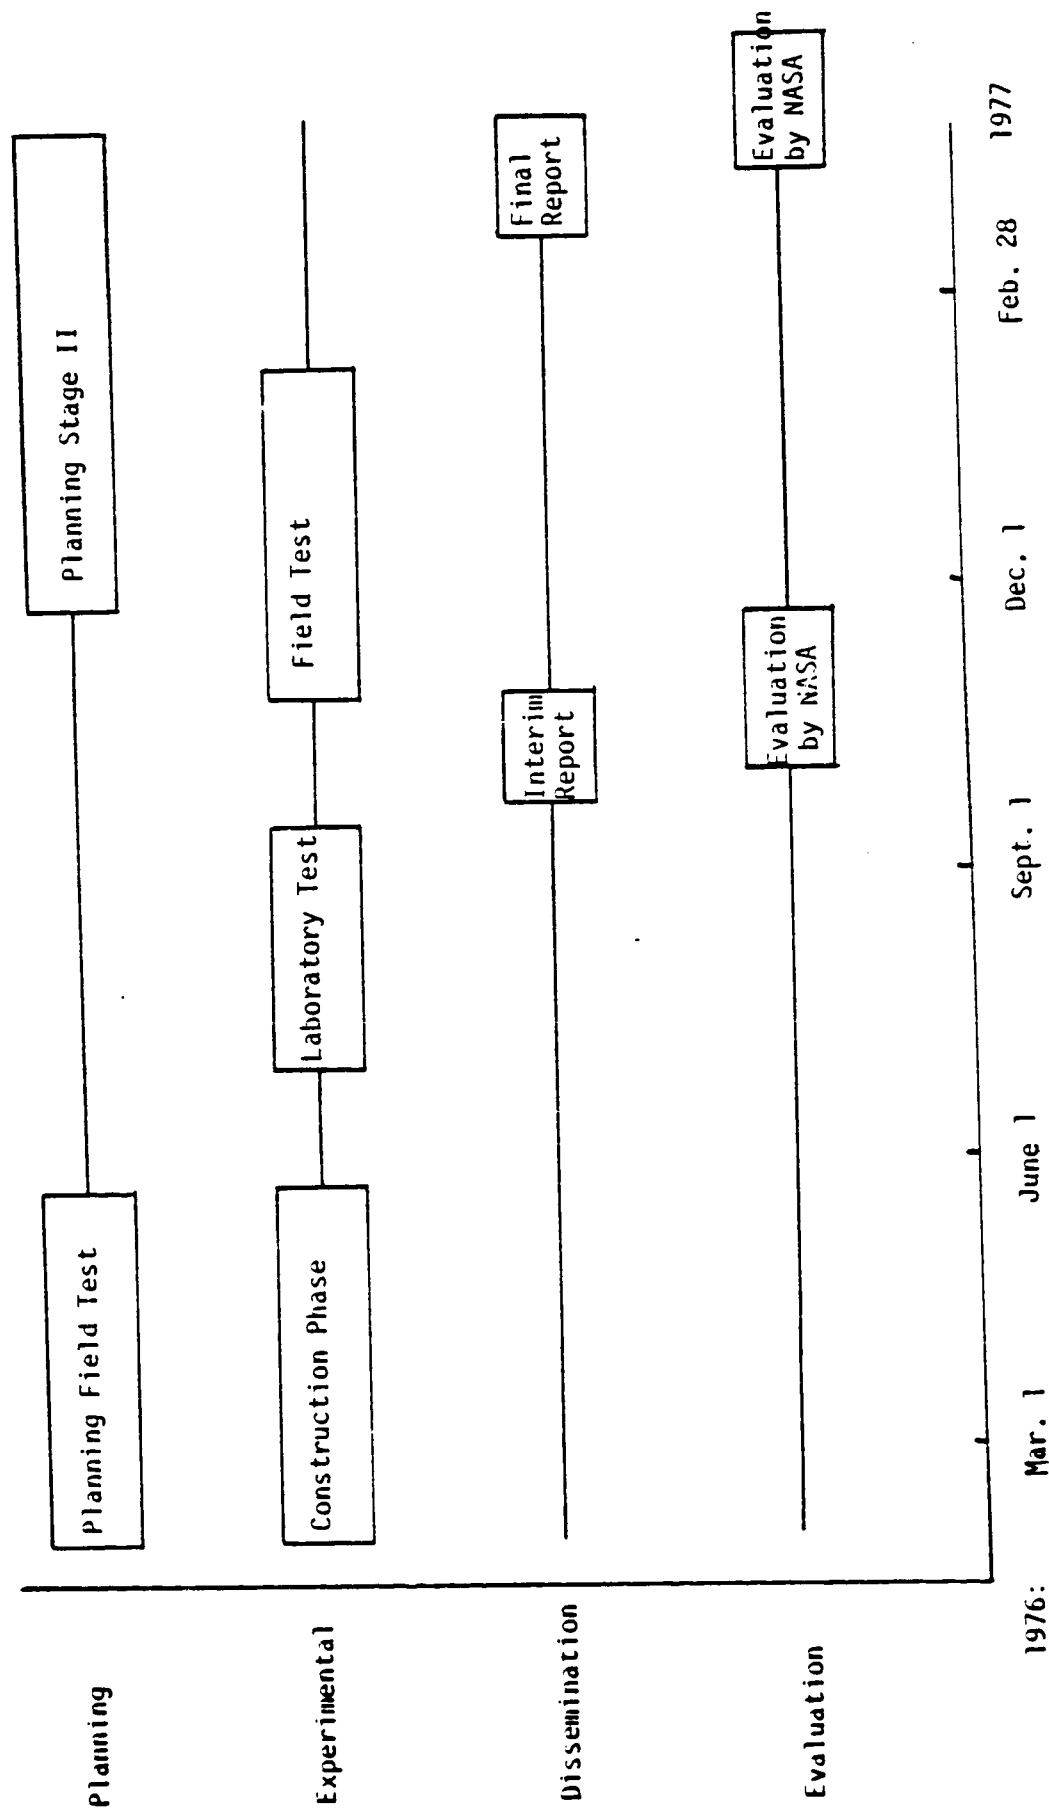 Planning
Planning Field Test
Planning Stage II
Experimental
Construction Phase
Laboratory Test
Field Test
Dissemination
Interim
Report
Final
Report
Evaluation
Evaluation
by NASA
Evaluation
by NASA
1976:
Mar. 1
June 1
Sept. 1
Dec. 1
Feb. 28
1977